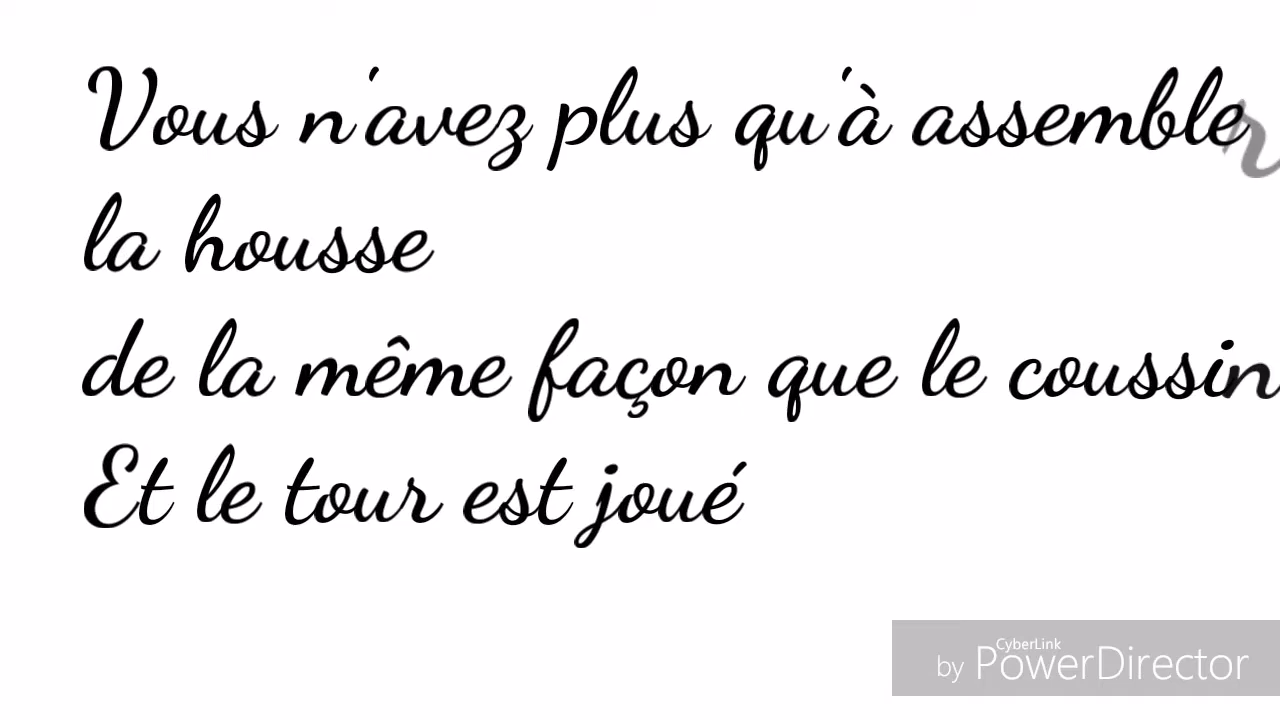 Vous n'avez plus qu'à assembler
la housse
de la même façon que le coussin
Et le tour est joué
CyberLink
by PowerDirector